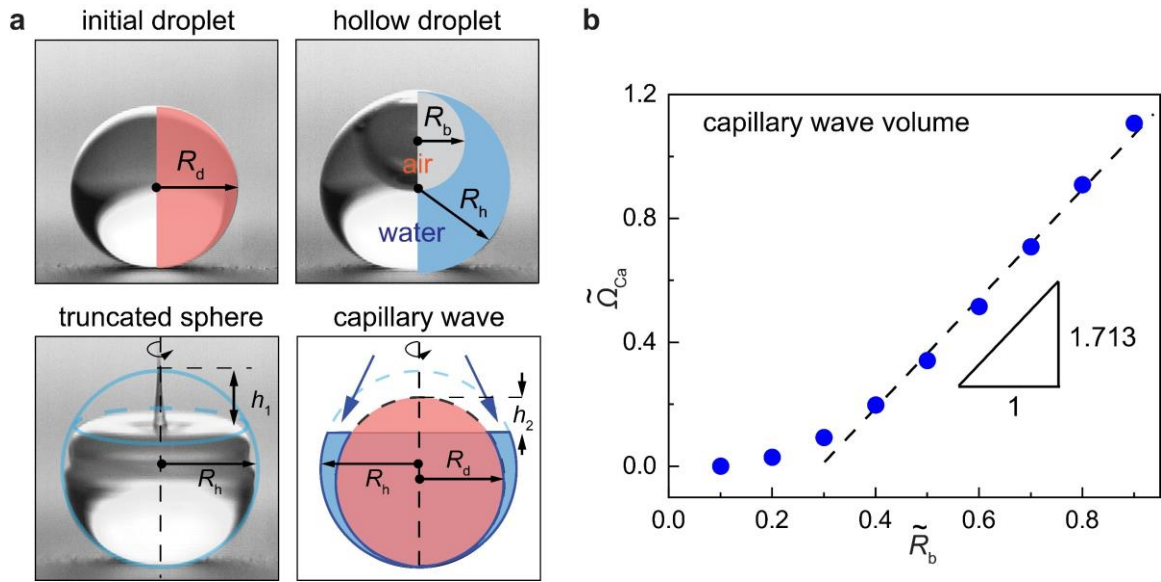 a
initial droplet
hollow droplet
R_d
R_b
air
R_h
water
truncated sphere
capillary wave
h_1
R_h
h_2
R_h
R_d
b
capillary wave volume
1.2
0.8
0.4
0.0
Ω̃_Ca
1.713
1
0.0 0.2 0.4 0.6 0.8
R̃_b